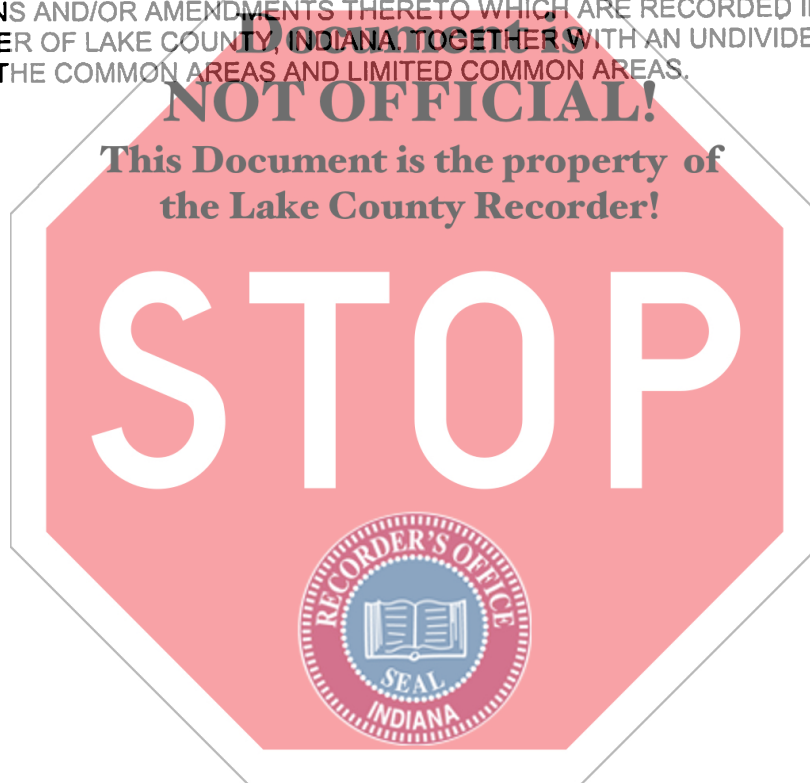 NS AND/OR AMENDMENTS THERETO WHICH ARE RECORDED I
ER OF LAKE COUNTY, INDIANA. TOGETHER WITH AN UNDIVIDE
Document is
THE COMMON AREAS AND LIMITED COMMON AREAS.
NOT OFFICIAL!
This Document is the property of
the Lake County Recorder!
STOP
RECORDER'S OFFICE
SEAL
INDIANA